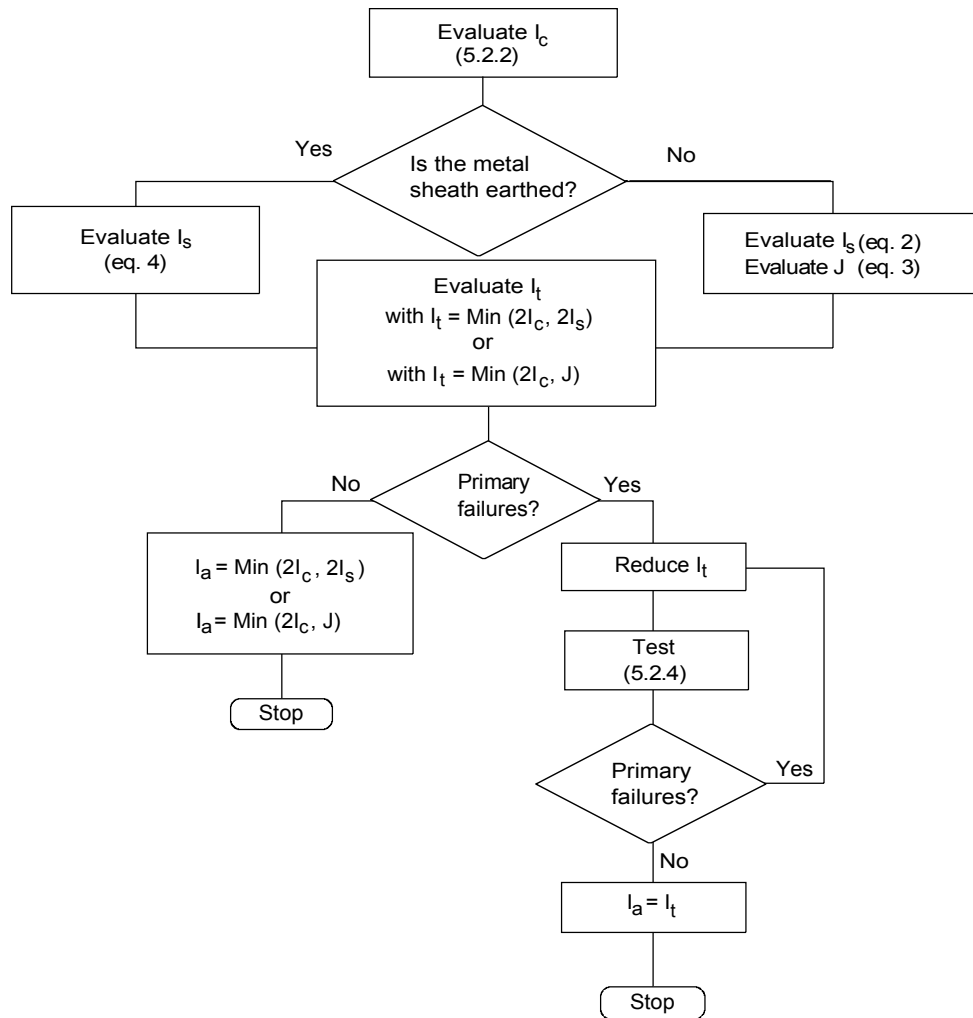 Evaluate I_c
(5.2.2)
Yes
Is the metal
sheath earthed?
No
Evaluate I_s
(eq. 4)
Evaluate I_s (eq. 2)
Evaluate J (eq. 3)
Evaluate I_t
with I_t = Min (2I_c, 2I_s)
or
with I_t = Min (2I_c, J)
No
Primary
failures?
Yes
I_a = Min (2I_c, 2I_s)
or
I_a = Min (2I_c, J)
Stop
Reduce I_t
Test
(5.2.4)
Primary
failures?
Yes
No
I_a = I_t
Stop